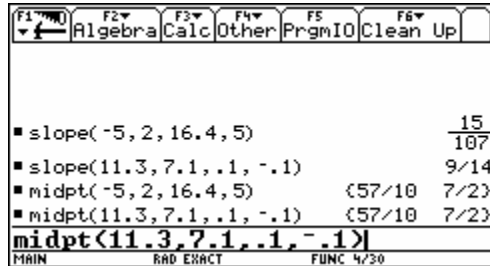 F1 F2 F3 F4 F5 F6
Algebra Calc Other PrgmIO Clean Up
▪ slope(⁻5,2,16.4,5) 15/107
▪ slope(11.3,7.1,.1,⁻.1) 9/14
▪ midpt(⁻5,2,16.4,5) {57/10 7/2}
▪ midpt(11.3,7.1,.1,⁻.1) {57/10 7/2}
midpt(11.3,7.1,.1,⁻.1)
MAIN RAD EXACT FUNC 4/30